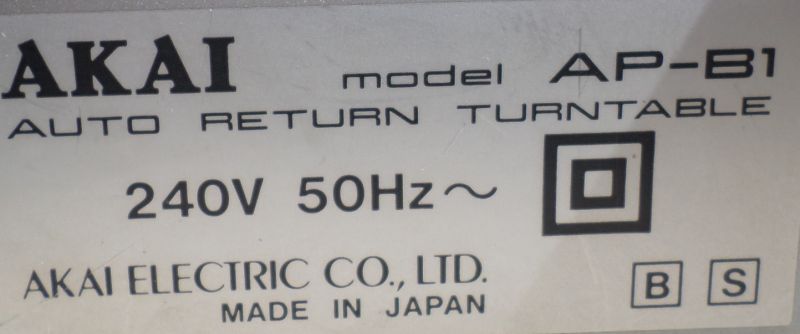 AKAI model AP-B1
AUTO RETURN TURNTABLE
240V 50Hz~
AKAI ELECTRIC CO., LTD.
MADE IN JAPAN
B S